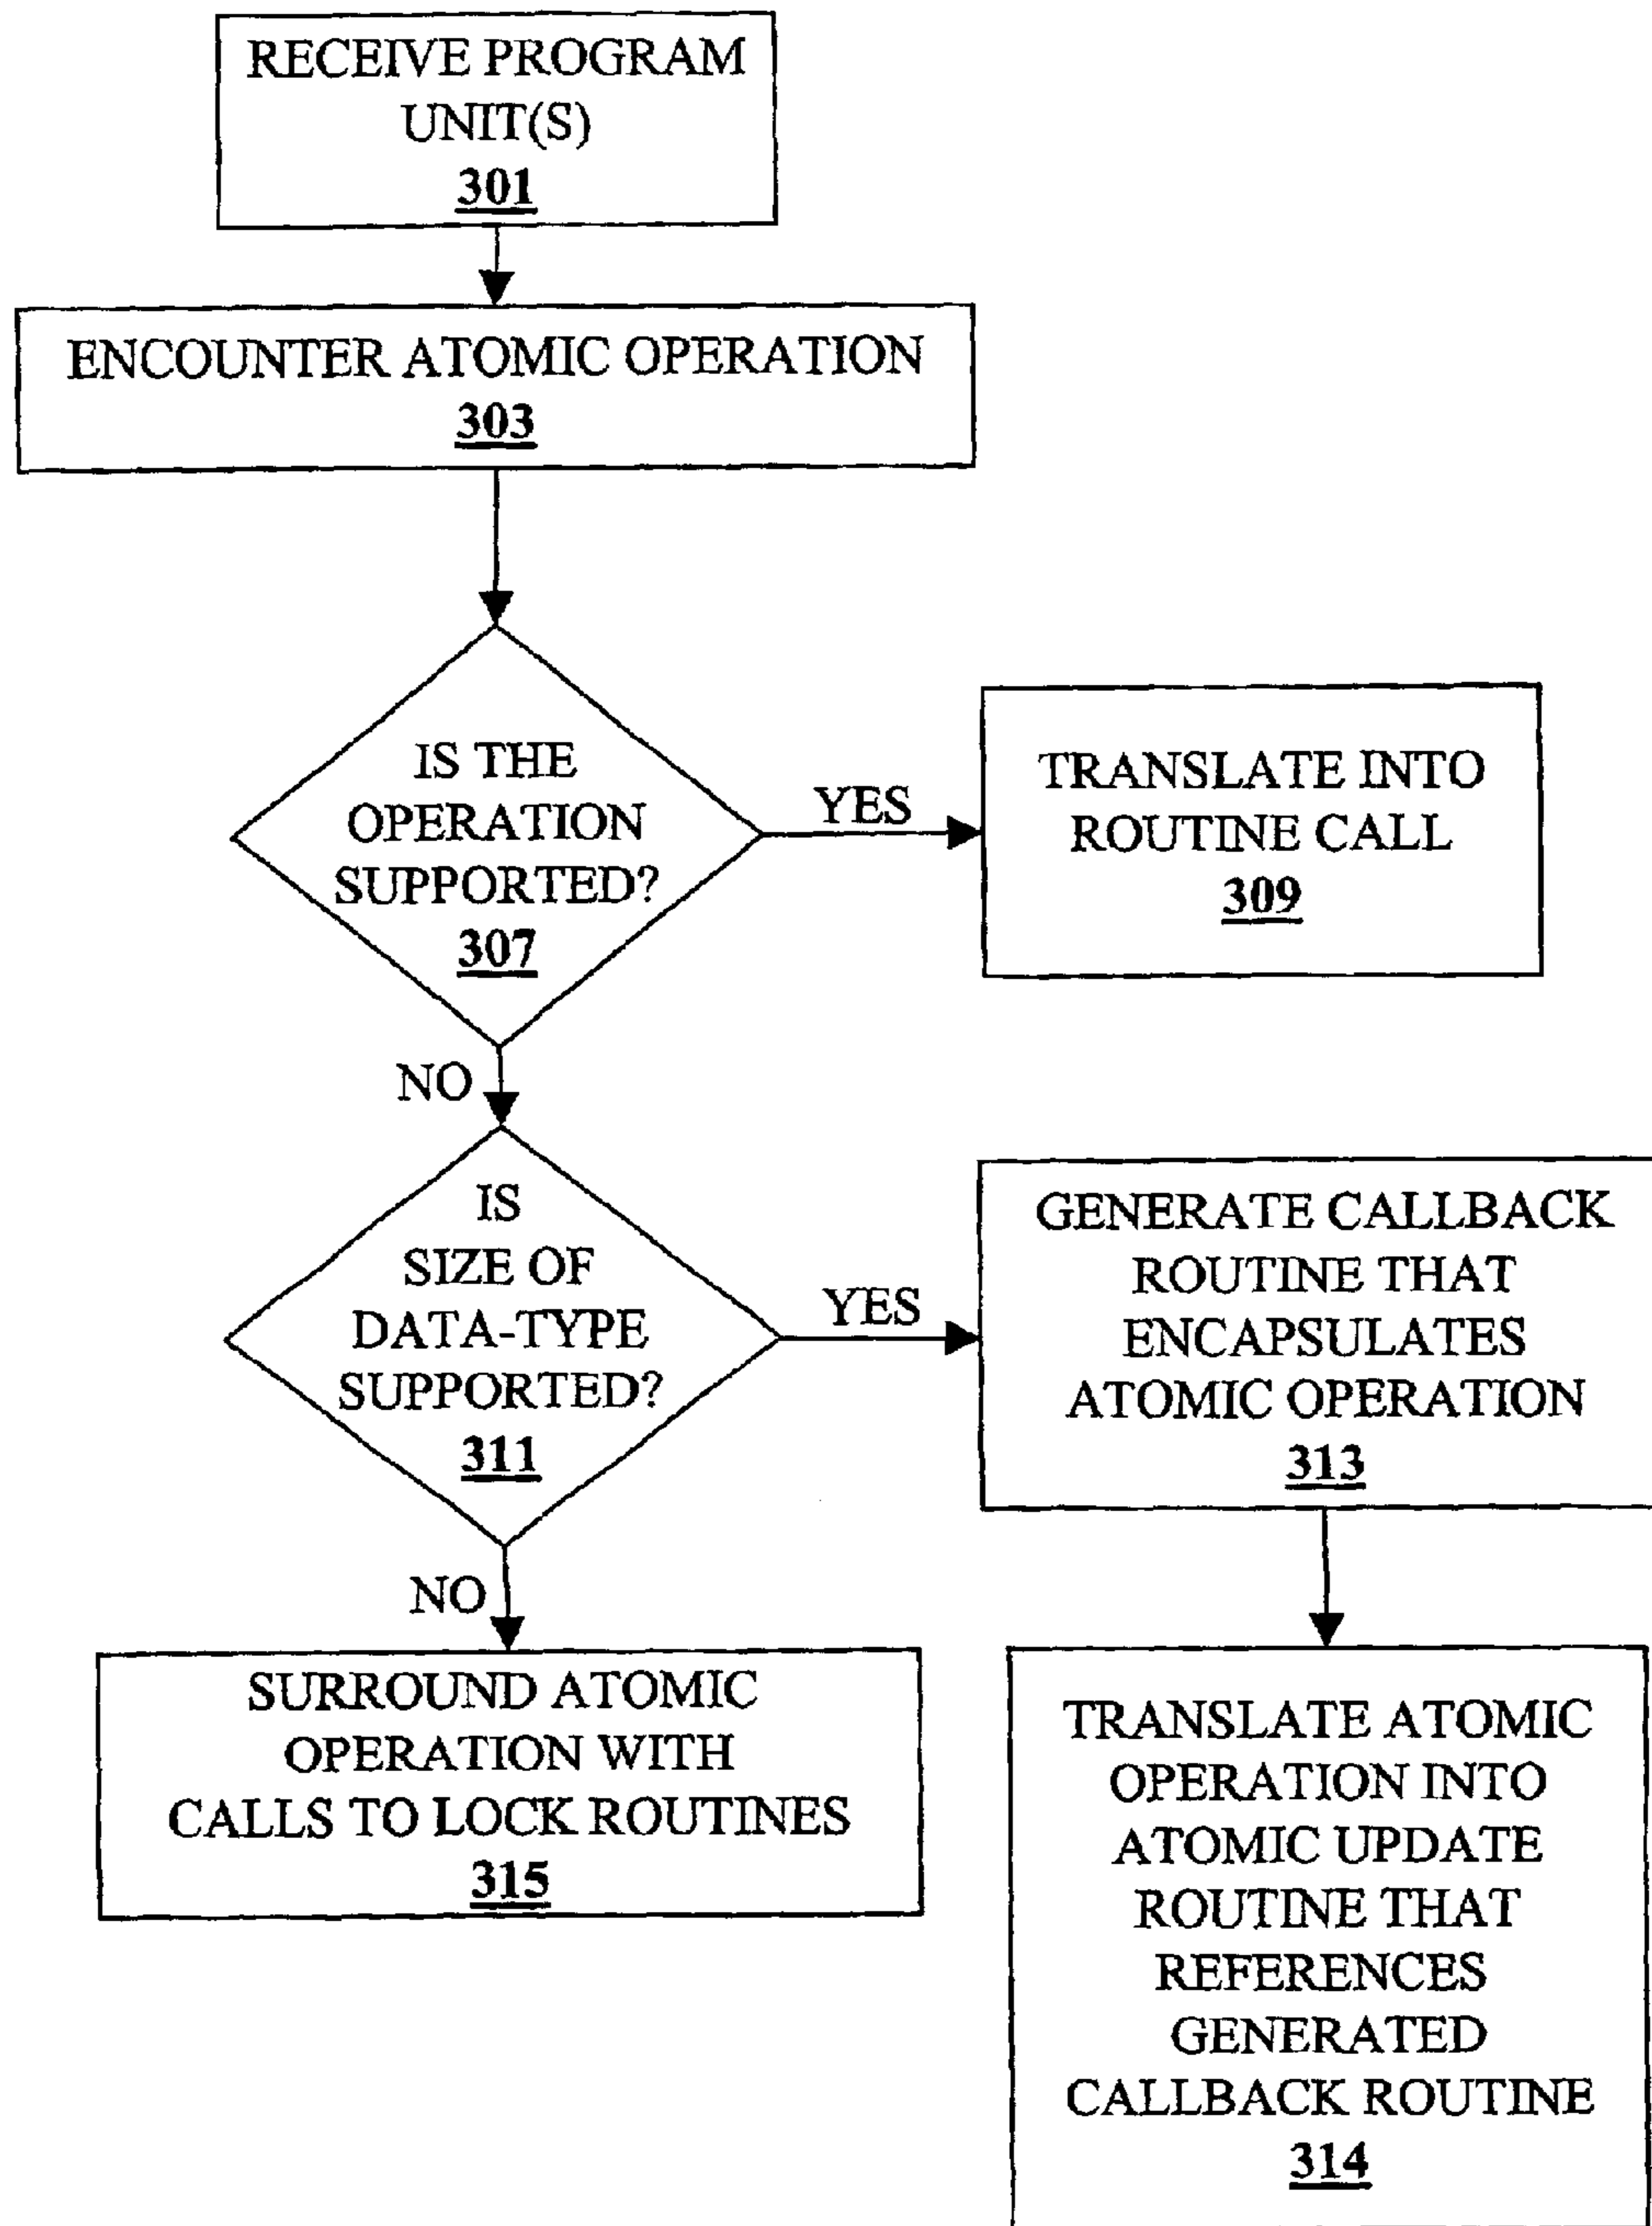 RECEIVE PROGRAM
UNIT(S)
301
ENCOUNTER ATOMIC OPERATION
303
IS THE
OPERATION
SUPPORTED?
307
YES
TRANSLATE INTO
ROUTINE CALL
309
NO
IS
SIZE OF
DATA-TYPE
SUPPORTED?
311
YES
GENERATE CALLBACK
ROUTINE THAT
ENCAPSULATES
ATOMIC OPERATION
313
NO
SURROUND ATOMIC
OPERATION WITH
CALLS TO LOCK ROUTINES
315
TRANSLATE ATOMIC
OPERATION INTO
ATOMIC UPDATE
ROUTINE THAT
REFERENCES
GENERATED
CALLBACK ROUTINE
314